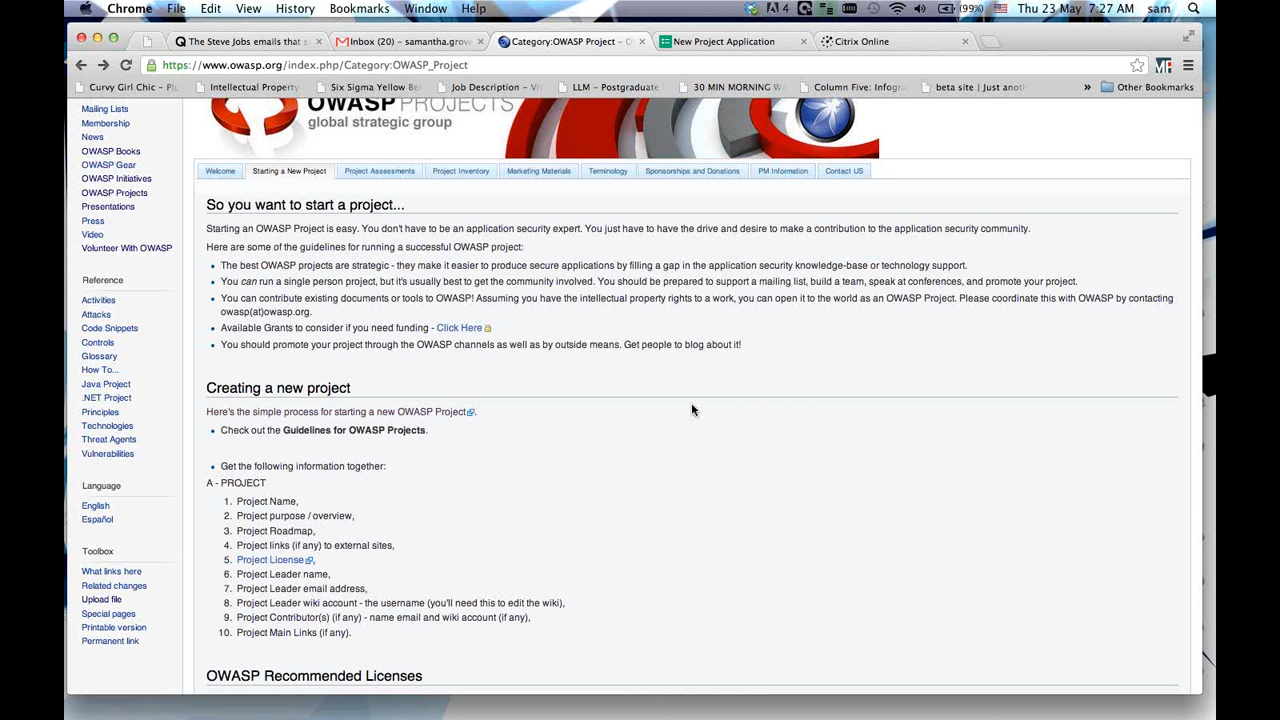 Chrome File Edit View History Bookmarks Window Help 4 (99%) Thu 23 May 7:27 AM sam
Q The Steve Jobs emails that s Inbox (20) – samantha.grove Category:OWASP Project – O New Project Application Citrix Online
https://www.owasp.org/index.php/Category:OWASP_Project
Curvy Girl Chic – Plu Intellectual Property Six Sigma Yellow Be Job Description – Vi LLM – Postgraduate 30 MIN MORNING W Column Five: Infogra beta site | Just anoth » Other Bookmarks
OWASP PROJECTS
global strategic group
Mailing Lists
Membership
News
OWASP Books
OWASP Gear
OWASP Initiatives
OWASP Projects
Presentations
Press
Video
Volunteer With OWASP
Reference
Activities
Attacks
Code Snippets
Controls
Glossary
How To...
Java Project
.NET Project
Principles
Technologies
Threat Agents
Vulnerabilities
Language
English
Español
Toolbox
What links here
Related changes
Upload file
Special pages
Printable version
Permanent link
Welcome Starting a New Project Project Assessments Project Inventory Marketing Materials Terminology Sponsorships and Donations PM Information Contact US
So you want to start a project...
Starting an OWASP Project is easy. You don't have to be an application security expert. You just have to have the drive and desire to make a contribution to the application security community.
Here are some of the guidelines for running a successful OWASP project:
The best OWASP projects are strategic - they make it easier to produce secure applications by filling a gap in the application security knowledge-base or technology support.
You can run a single person project, but it's usually best to get the community involved. You should be prepared to support a mailing list, build a team, speak at conferences, and promote your project.
You can contribute existing documents or tools to OWASP! Assuming you have the intellectual property rights to a work, you can open it to the world as an OWASP Project. Please coordinate this with OWASP by contacting
owasp(at)owasp.org.
Available Grants to consider if you need funding - Click Here
You should promote your project through the OWASP channels as well as by outside means. Get people to blog about it!
Creating a new project
Here's the simple process for starting a new OWASP Project.
Check out the Guidelines for OWASP Projects.
Get the following information together:
A - PROJECT
1. Project Name,
2. Project purpose / overview,
3. Project Roadmap,
4. Project links (if any) to external sites,
5. Project License,
6. Project Leader name,
7. Project Leader email address,
8. Project Leader wiki account - the username (you'll need this to edit the wiki),
9. Project Contributor(s) (if any) - name email and wiki account (if any),
10. Project Main Links (if any).
OWASP Recommended Licenses